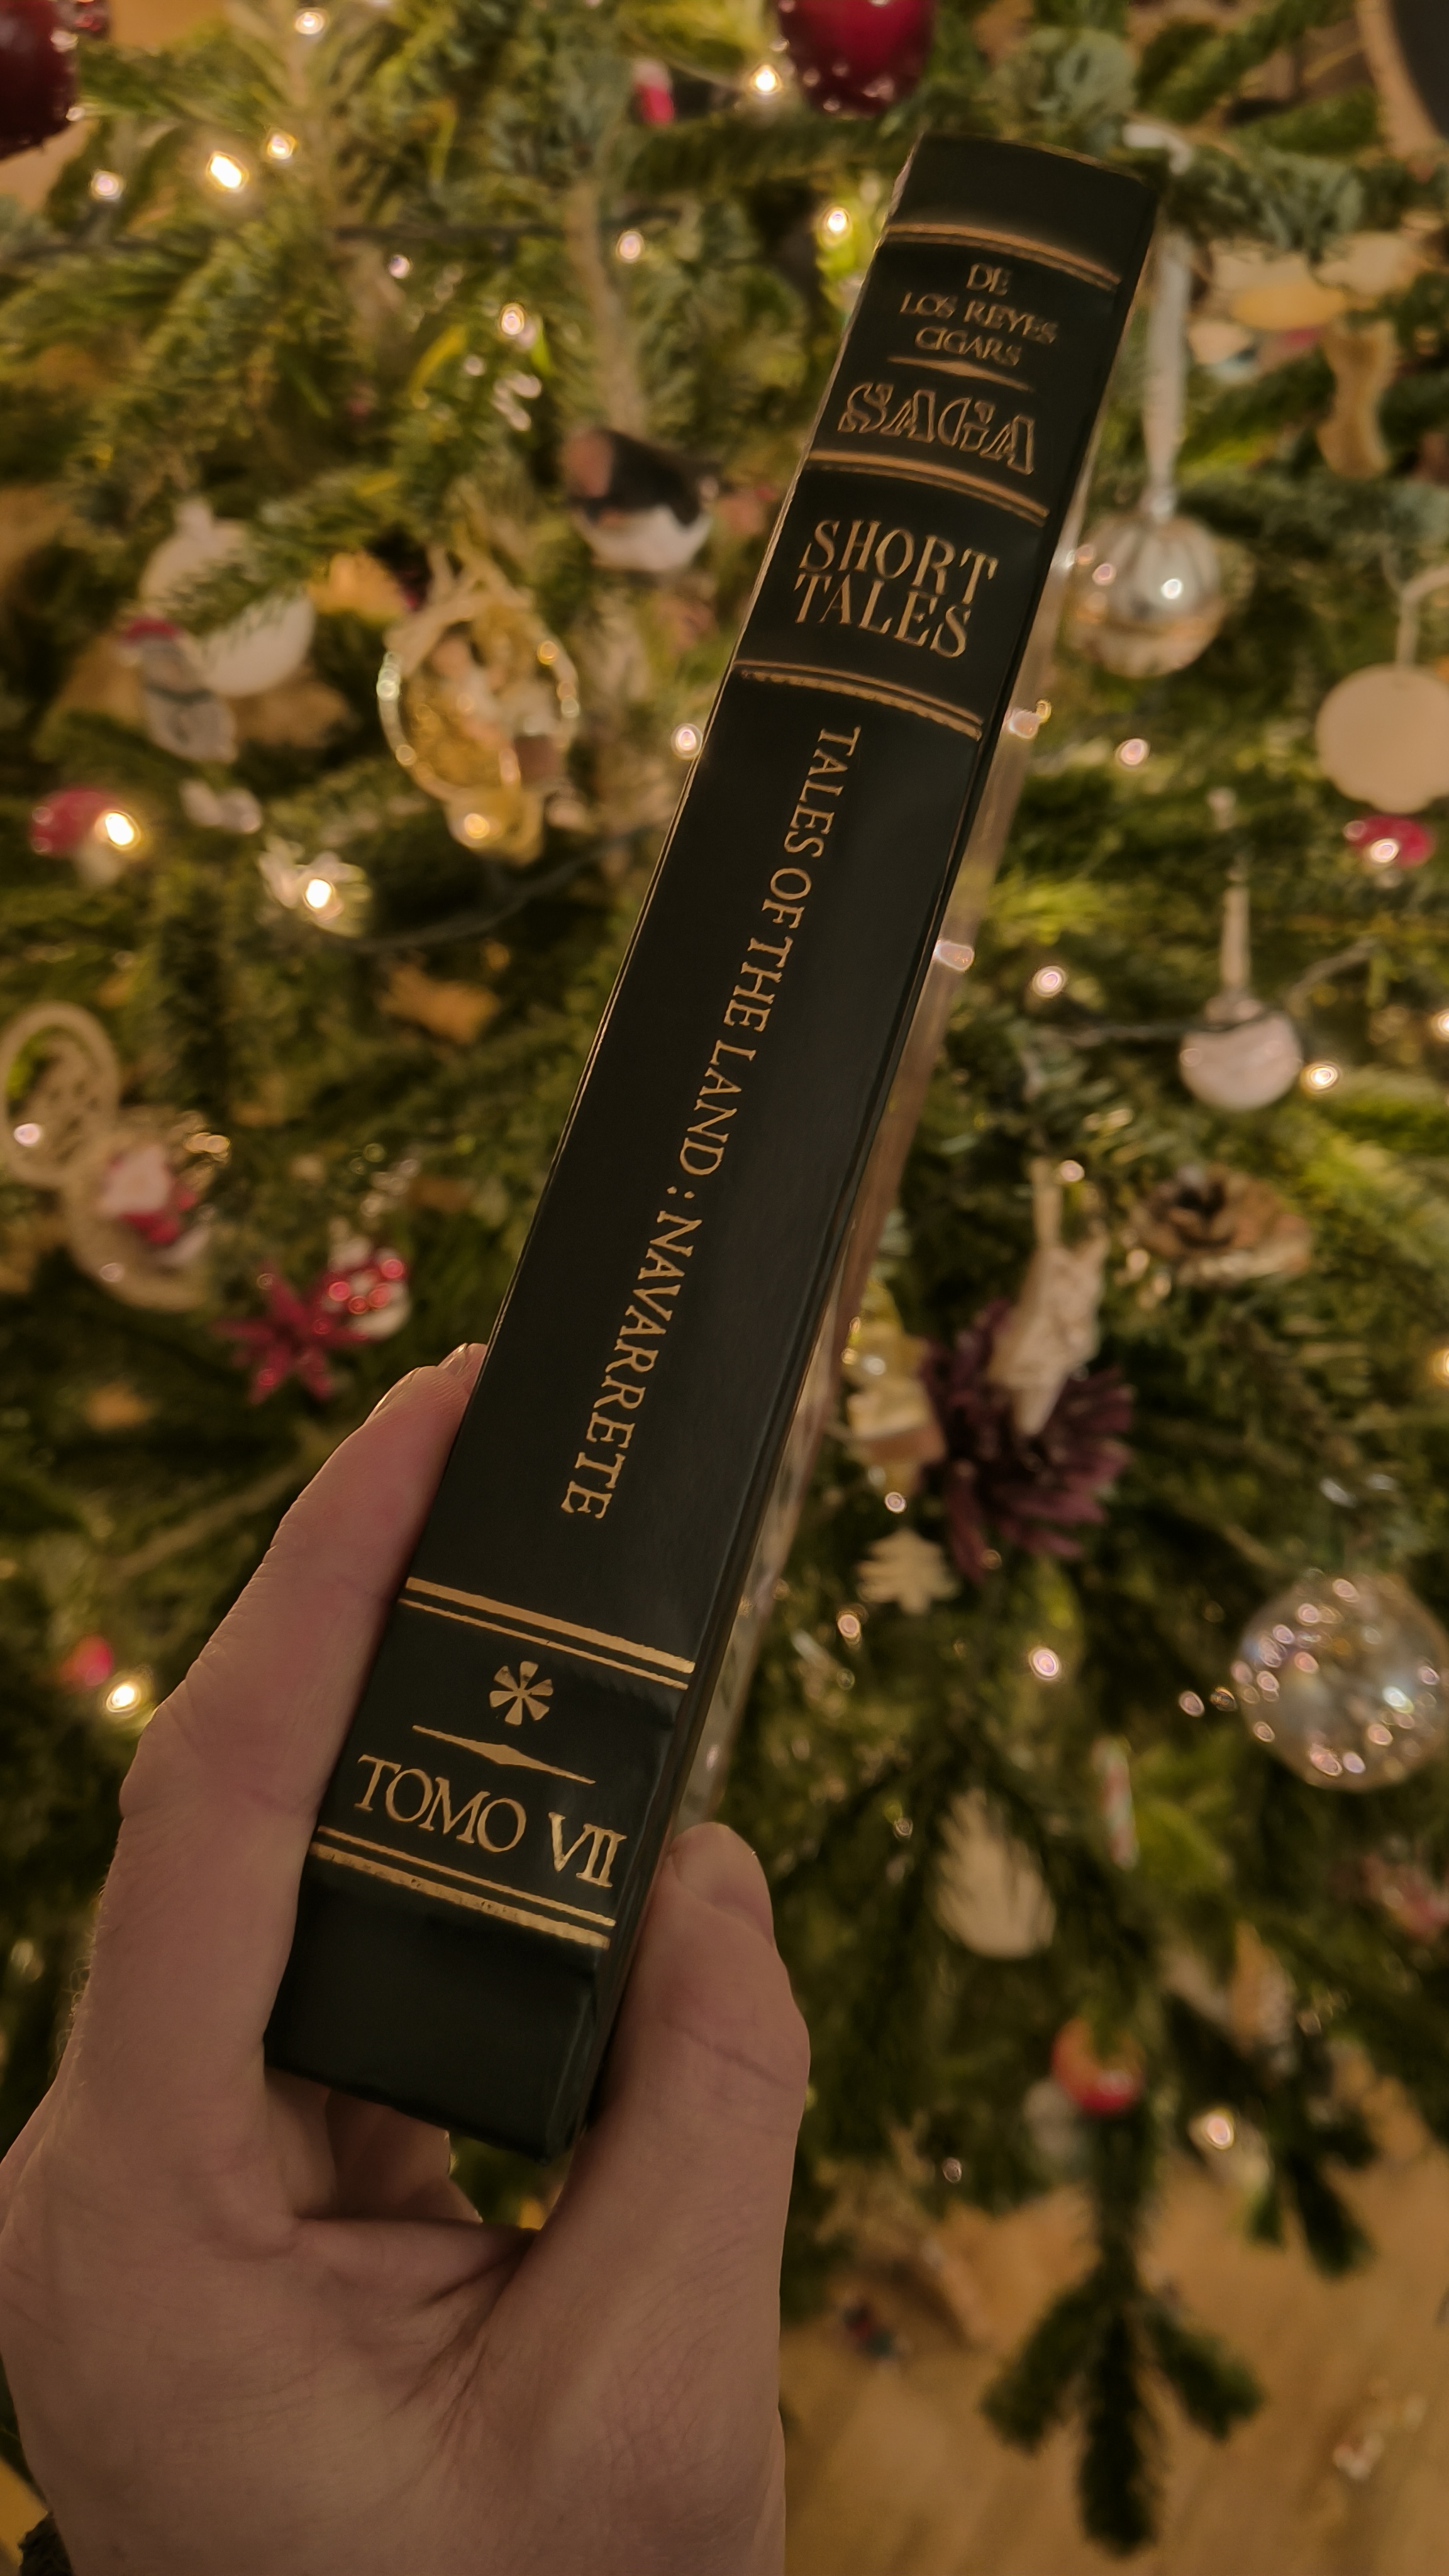 DE
LOS REYES
CIGARS
SAGA
SHORT
TALES
TALES OF THE LAND : NAVARRETE
TOMO VII